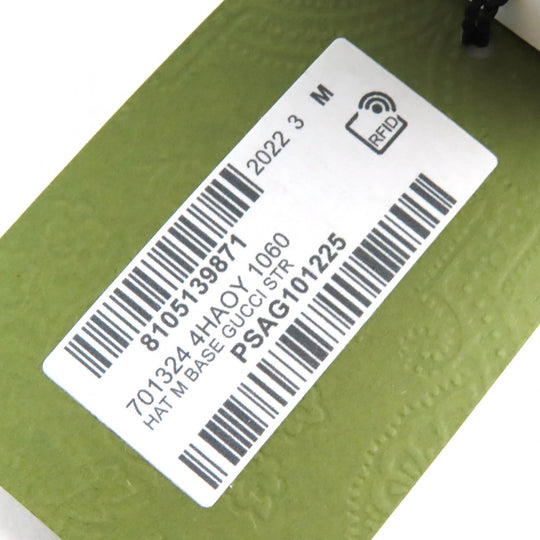 2022 3 M
RFID
8105139871
701324 4HAOY 1060
HAT M BASE GUCCI STR
PSAG101225